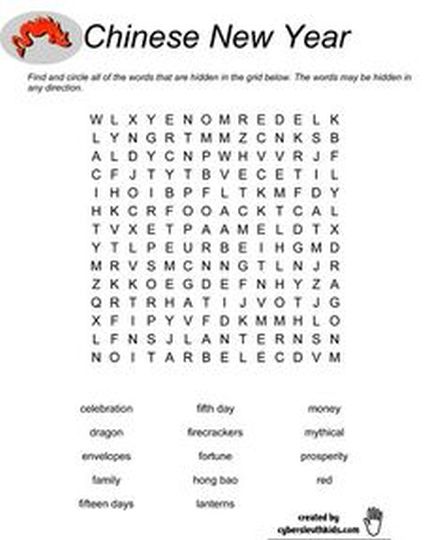 Chinese New Year
Find and circle all of the words that are hidden in the grid below. The words may be hidden in
any direction.
W L X Y E N O M R E D E L K
L Y N G R T M M Z C N K S B
A L D Y C N P W H V V R J F
C F J T Y T B V E C E T I L
I H O I B P F L T K M F D Y
H K C R F O O A C K T C A L
T V X E T P A A M E L D T X
Y T L P E U R B E I H G M D
M R V S M C N N G T L N J R
Z K K O E G D E F N H Y Z A
Q R T R H A T I J V O T J G
X F I P Y V F D K M M H L O
L F N S J L A N T E R N S N
N O I T A R B E L E C D V M
celebration fifth day money
dragon firecrackers mythical
envelopes fortune prosperity
family hong bao red
fifteen days lanterns
created by
cybersleuthkids.com